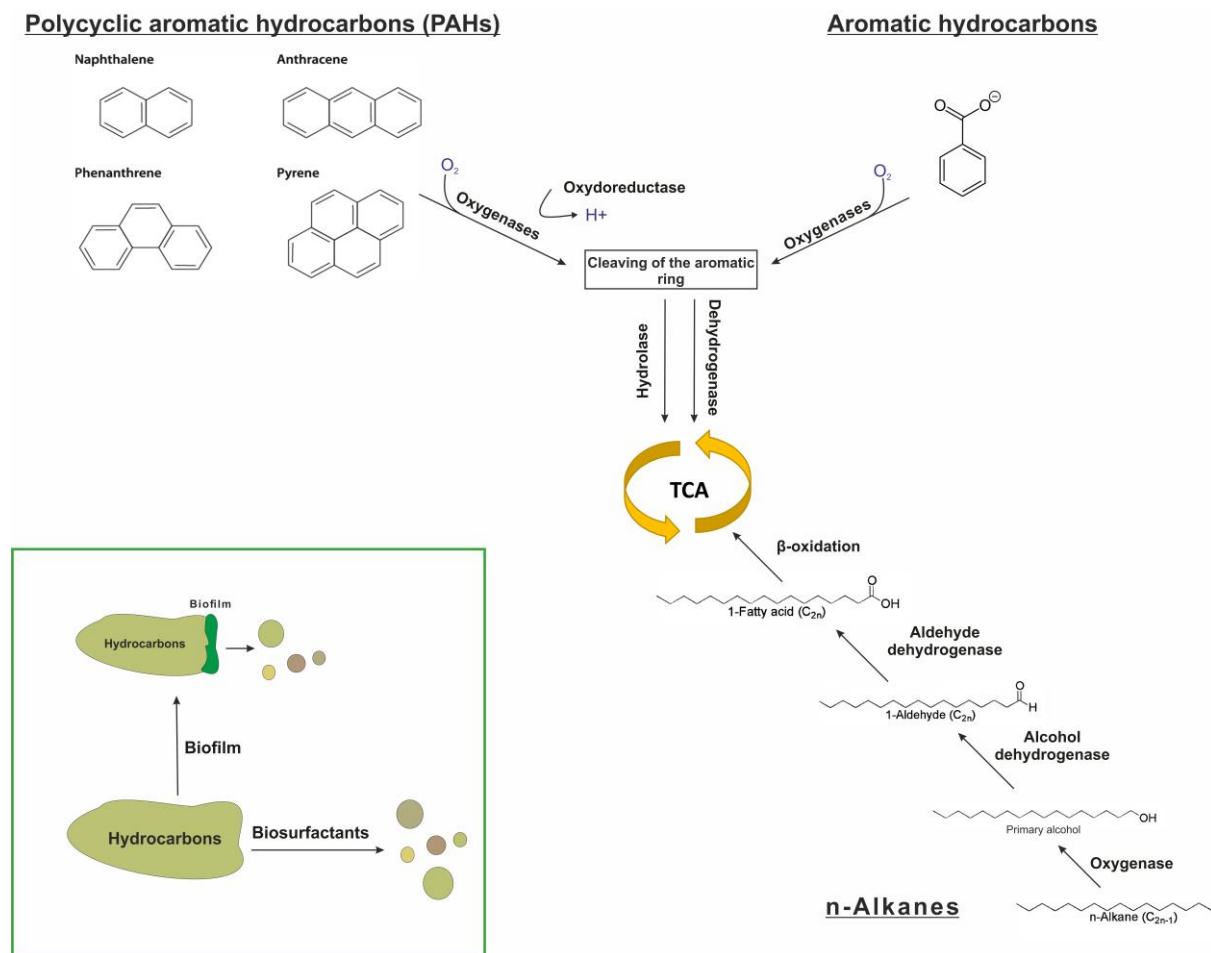 Polycyclic aromatic hydrocarbons (PAHs)
Aromatic hydrocarbons
Naphthalene
Anthracene
Phenanthrene
Pyrene
O
O⊖
O₂
Oxygenases
Oxydoreductase
H+
O₂
Oxygenases
Cleaving of the aromatic
ring
Hydrolase
Dehydrogenase
TCA
β-oxidation
O
OH
1-Fatty acid (C₂ₙ)
Aldehyde
dehydrogenase
O
H
1-Aldehyde (C₂ₙ)
Alcohol
dehydrogenase
OH
Primary alcohol
Oxygenase
n-Alkanes
n-Alkane (C₂ₙ₋₁)
Biofilm
Hydrocarbons
Biofilm
Hydrocarbons
Biosurfactants